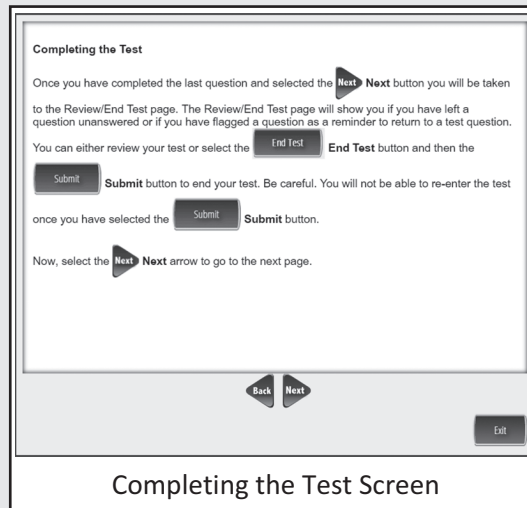 Completing the Test
Once you have completed the last question and selected the Next Next button you will be taken
to the Review/End Test page. The Review/End Test page will show you if you have left a
question unanswered or if you have flagged a question as a reminder to return to a test question.
You can either review your test or select the End Test End Test button and then the
Submit Submit button to end your test. Be careful. You will not be able to re-enter the test
once you have selected the Submit Submit button.
Now, select the Next Next arrow to go to the next page.
Back Next
Exit
Completing the Test Screen